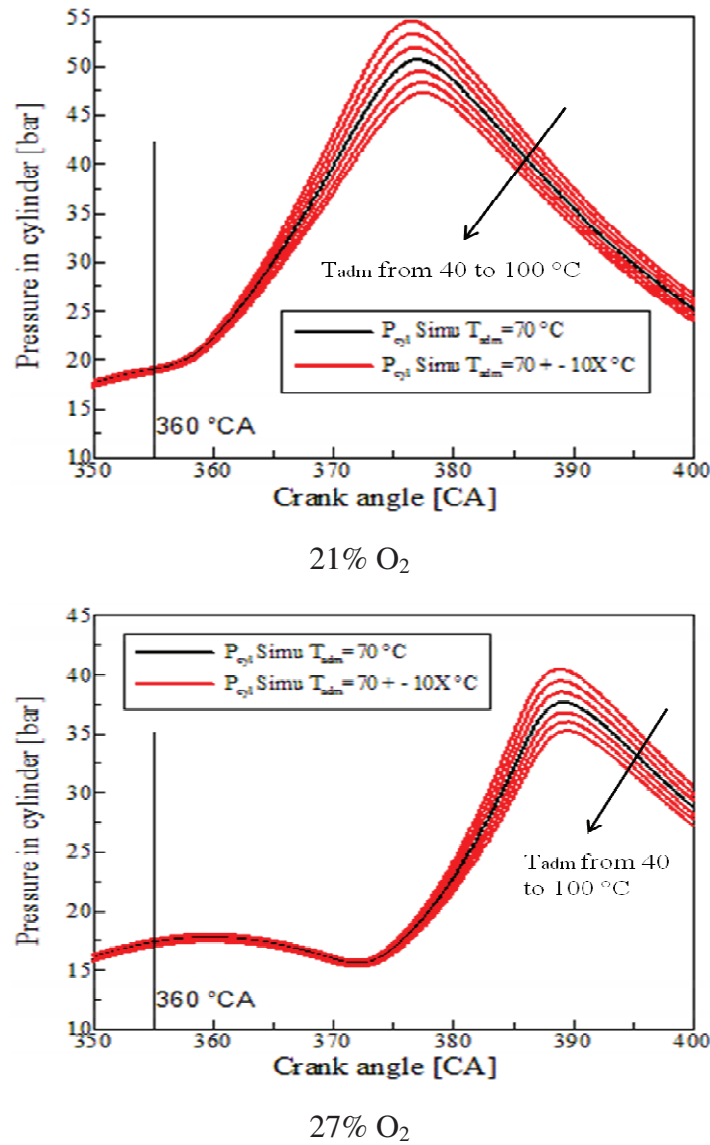 55
50
45
40
35
30
25
20
15
10
Pressure in cylinder [bar]
Tadm from 40 to 100 °C
Pcyl Simu Tadm=70 °C
Pcyl Simu Tadm=70 + - 10X °C
360 °CA
350 360 370 380 390 400
Crank angle [CA]
21% O2
45
40
35
30
25
20
15
10
Pressure in cylinder [bar]
Pcyl Simu Tadm=70 °C
Pcyl Simu Tadm=70 + - 10X °C
Tadm from 40
to 100 °C
360 °CA
350 360 370 380 390 400
Crank angle [CA]
27% O2